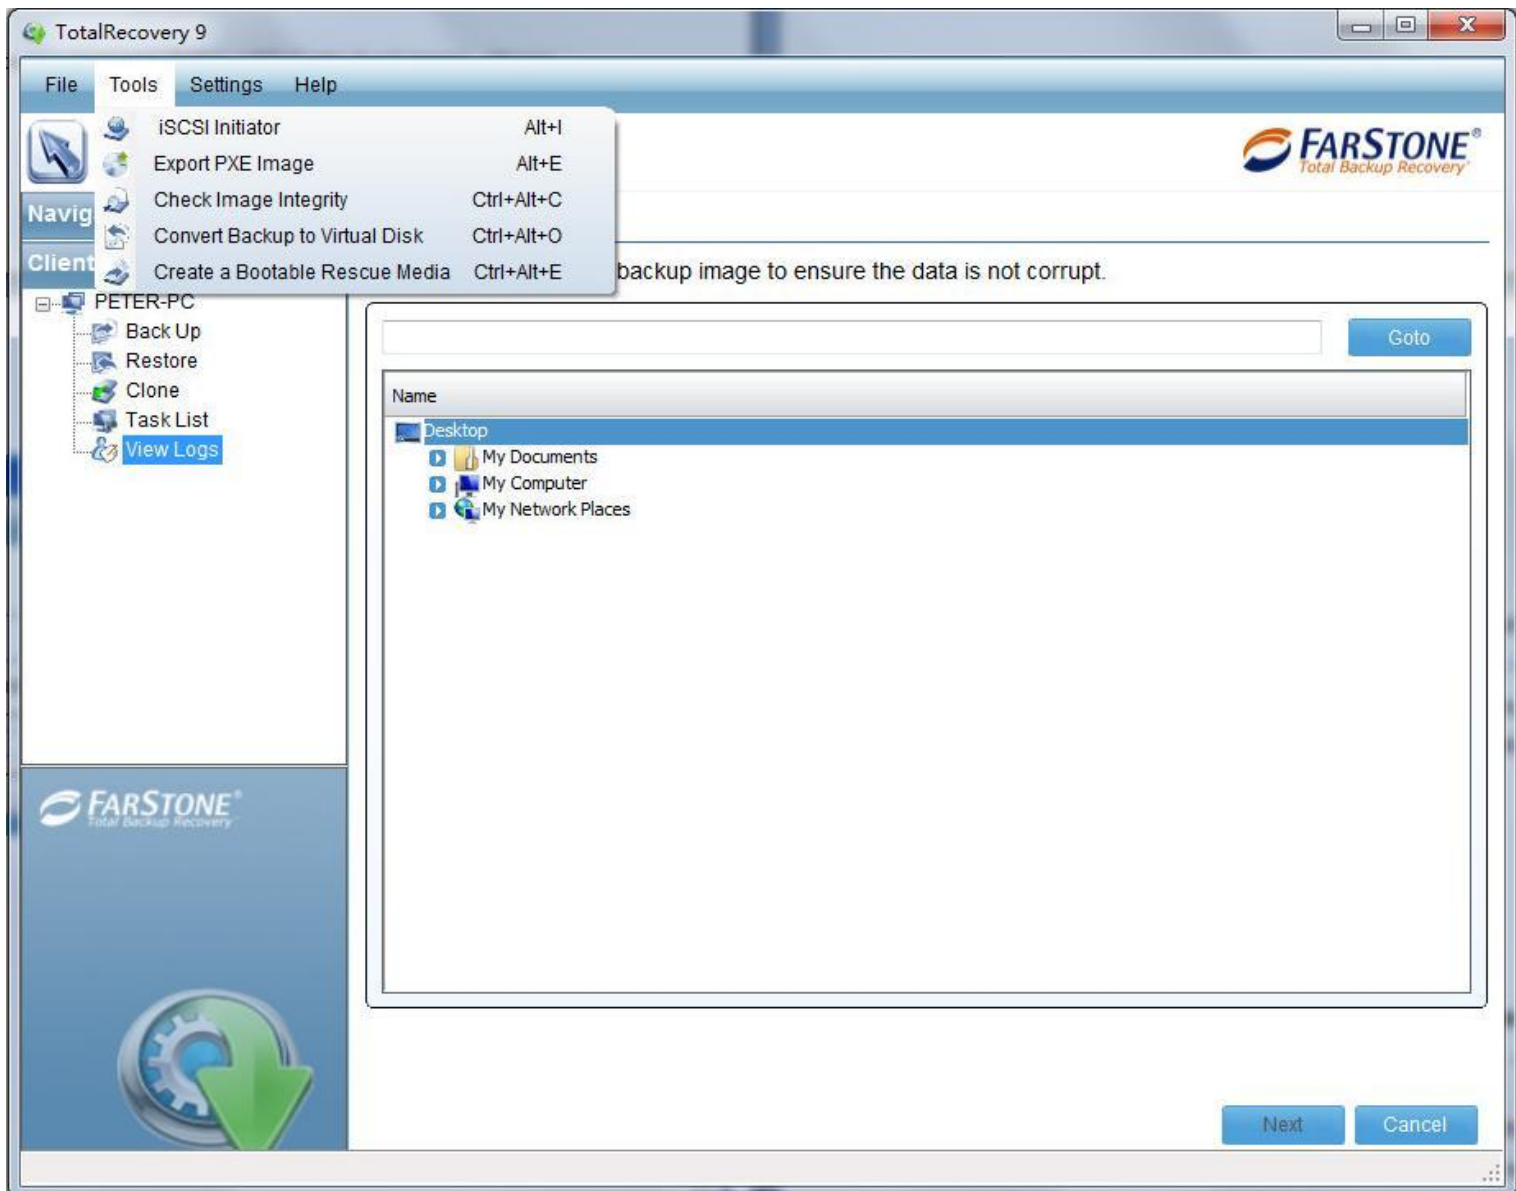 TotalRecovery 9
File Tools Settings Help
iSCSI Initiator Alt+I
Export PXE Image Alt+E
Check Image Integrity Ctrl+Alt+C
Convert Backup to Virtual Disk Ctrl+Alt+O
Create a Bootable Rescue Media Ctrl+Alt+E
FARSTONE®
Total Backup Recovery
Navig
Client
backup image to ensure the data is not corrupt.
PETER-PC
Back Up
Restore
Clone
Task List
View Logs
Goto
Name
Desktop
My Documents
My Computer
My Network Places
FARSTONE®
Total Backup Recovery
Next Cancel